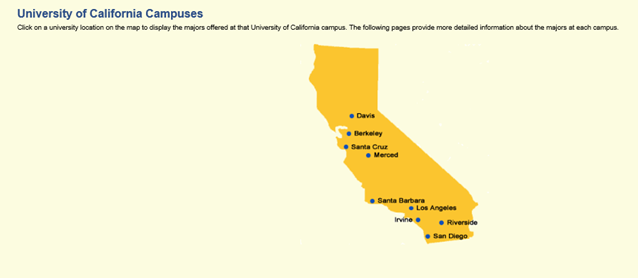 University of California Campuses
Click on a university location on the map to display the majors offered at that University of California campus. The following pages provide more detailed information about the majors at each campus.
Davis
Berkeley
Santa Cruz
Merced
Santa Barbara
Los Angeles
Irvine
Riverside
San Diego